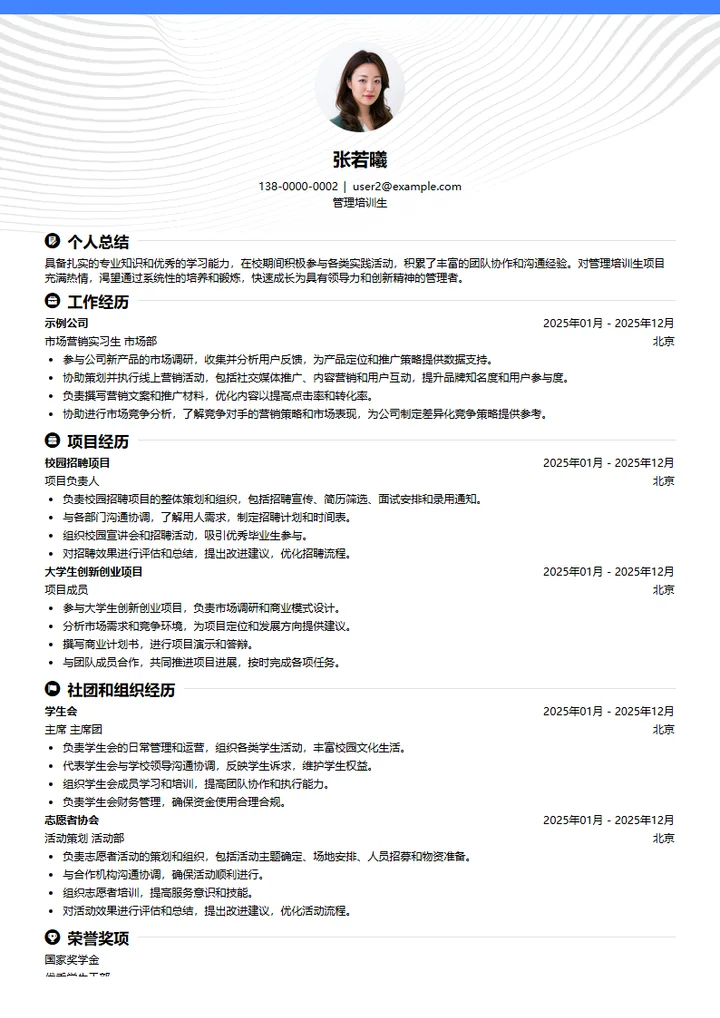 张若曦
138-0000-0002 | user2@example.com
管理培训生
个人总结
具备扎实的专业知识和优秀的学习能力，在校期间积极参与各类实践活动，积累了丰富的团队协作和沟通经验。对管理培训生项目
充满热情，渴望通过系统性的培养和锻炼，快速成长为具有领导力和创新精神的管理者。
工作经历
示例公司 2025年01月 - 2025年12月
市场营销实习生 市场部 北京
• 参与公司新产品的市场调研，收集并分析用户反馈，为产品定位和推广策略提供数据支持。
• 协助策划并执行线上营销活动，包括社交媒体推广、内容营销和用户互动，提升品牌知名度和用户参与度。
• 负责撰写营销文案和推广材料，优化内容以提高点击率和转化率。
• 协助进行市场竞争分析，了解竞争对手的营销策略和市场表现，为公司制定差异化竞争策略提供参考。
项目经历
校园招聘项目 2025年01月 - 2025年12月
项目负责人 北京
• 负责校园招聘项目的整体策划和组织，包括招聘宣传、简历筛选、面试安排和录用通知。
• 与各部门沟通协调，了解用人需求，制定招聘计划和时间表。
• 组织校园宣讲会和招聘活动，吸引优秀毕业生参与。
• 对招聘效果进行评估和总结，提出改进建议，优化招聘流程。
大学生创新创业项目 2025年01月 - 2025年12月
项目成员 北京
• 参与大学生创新创业项目，负责市场调研和商业模式设计。
• 分析市场需求和竞争环境，为项目定位和发展方向提供建议。
• 撰写商业计划书，进行项目演示和答辩。
• 与团队成员合作，共同推进项目进展，按时完成各项任务。
社团和组织经历
学生会 2025年01月 - 2025年12月
主席 主席团 北京
• 负责学生会的日常管理和运营，组织各类学生活动，丰富校园文化生活。
• 代表学生会与学校领导沟通协调，反映学生诉求，维护学生权益。
• 组织学生会成员学习和培训，提高团队协作和执行能力。
• 负责学生会财务管理，确保资金使用合理合规。
志愿者协会 2025年01月 - 2025年12月
活动策划 活动部 北京
• 负责志愿者活动的策划和组织，包括活动主题确定、场地安排、人员招募和物资准备。
• 与合作机构沟通协调，确保活动顺利进行。
• 组织志愿者培训，提高服务意识和技能。
• 对活动效果进行评估和总结，提出改进建议，优化活动流程。
荣誉奖项
国家奖学金